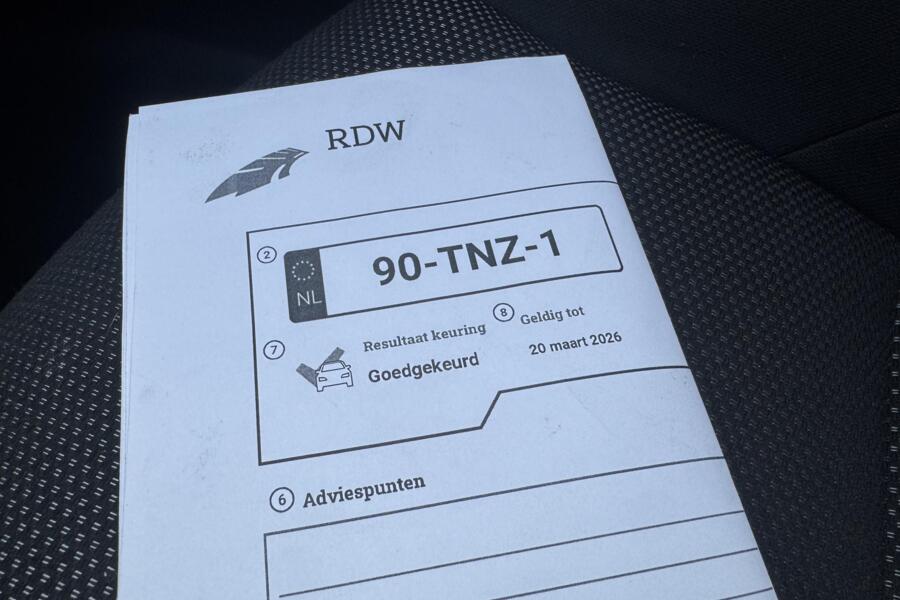 RDW
2
NL 90-TNZ-1
7 Resultaat keuring
Goedgekeurd
8 Geldig tot
20 maart 2026
6 Adviespunten